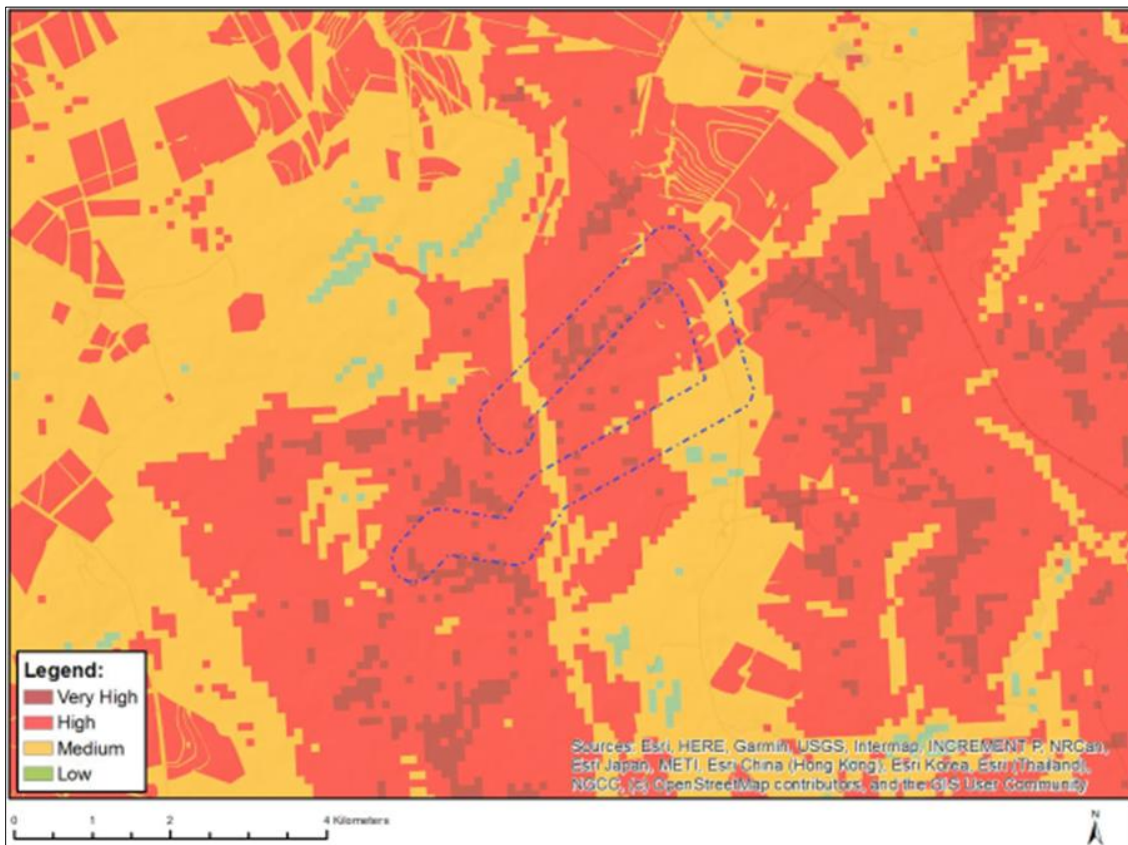 Legend:
Very High
High
Medium
Low
Sources: Esri, HERE, Garmin, USGS, Intermap, INCREMENT P, NRCan,
Esri Japan, METI, Esri China (Hong Kong), Esri Korea, Esri (Thailand),
NGCC, (c) OpenStreetMap contributors, and the GIS User Community
0 1 2 4 Kilometers
N